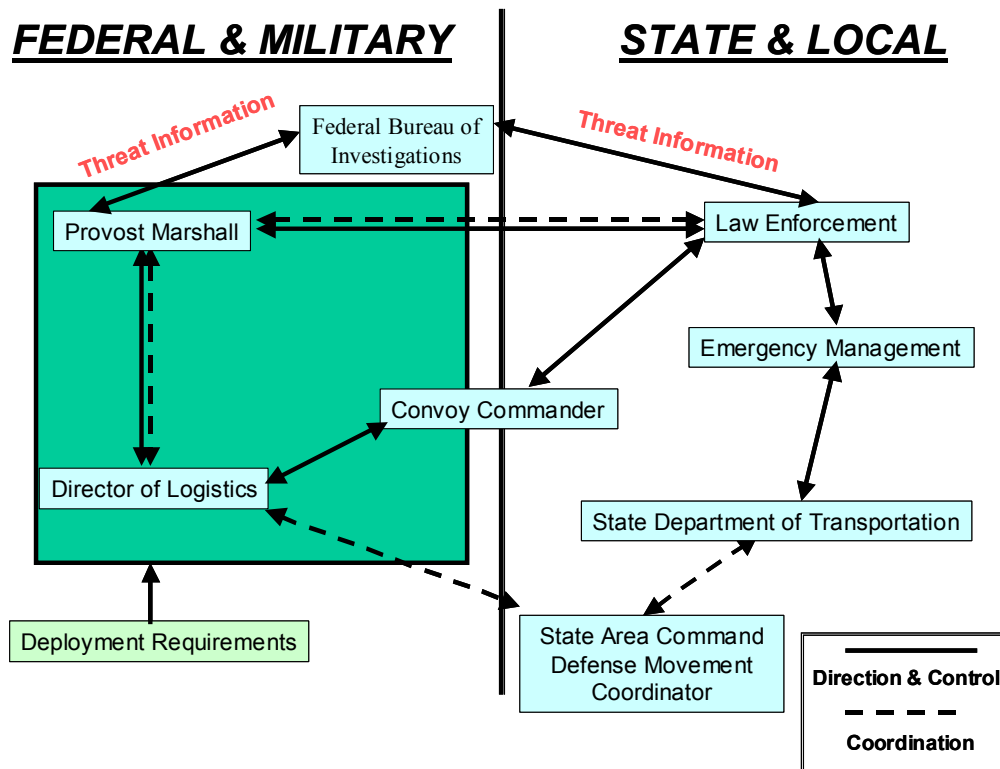 FEDERAL & MILITARY
STATE & LOCAL
Threat Information
Federal Bureau of
Investigations
Threat Information
Provost Marshall
Law Enforcement
Emergency Management
Convoy Commander
Director of Logistics
State Department of Transportation
Deployment Requirements
State Area Command
Defense Movement
Coordinator
Direction & Control
Coordination